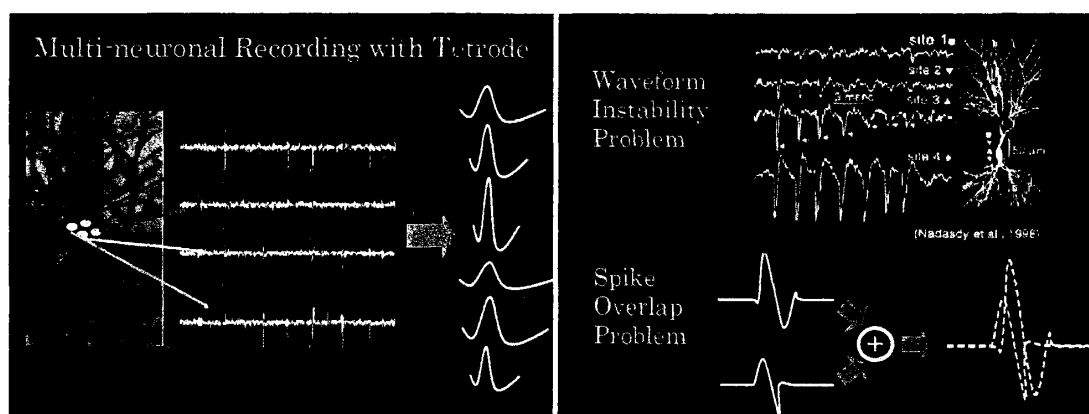 Multi-neuronal Recording with Tetrode
Waveform
Instability
Problem
site 1
site 2
site 3
site 4
(Nadasdy et al., 1998)
Spike
Overlap
Problem
+